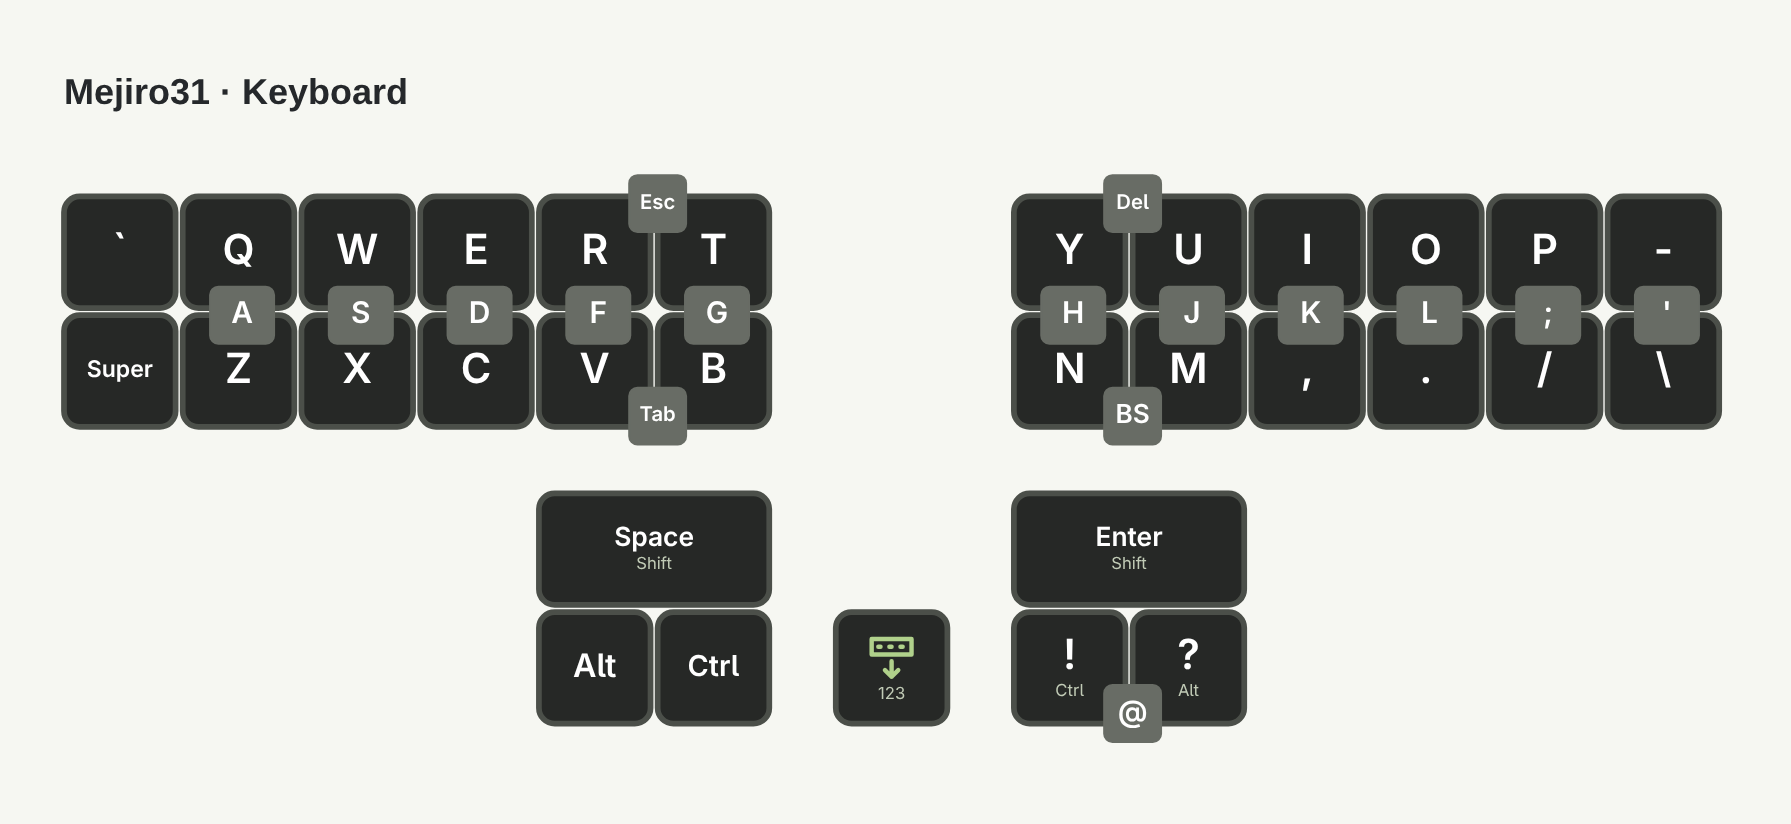 Mejiro31 · Keyboard
Esc Del
` Q W E R T Y U I O P -
A S D F G H J K L ; '
Super Z X C V B N M , . / \
Tab BS
Space Enter
Shift Shift
Alt Ctrl ! ?
123 Ctrl Alt
@